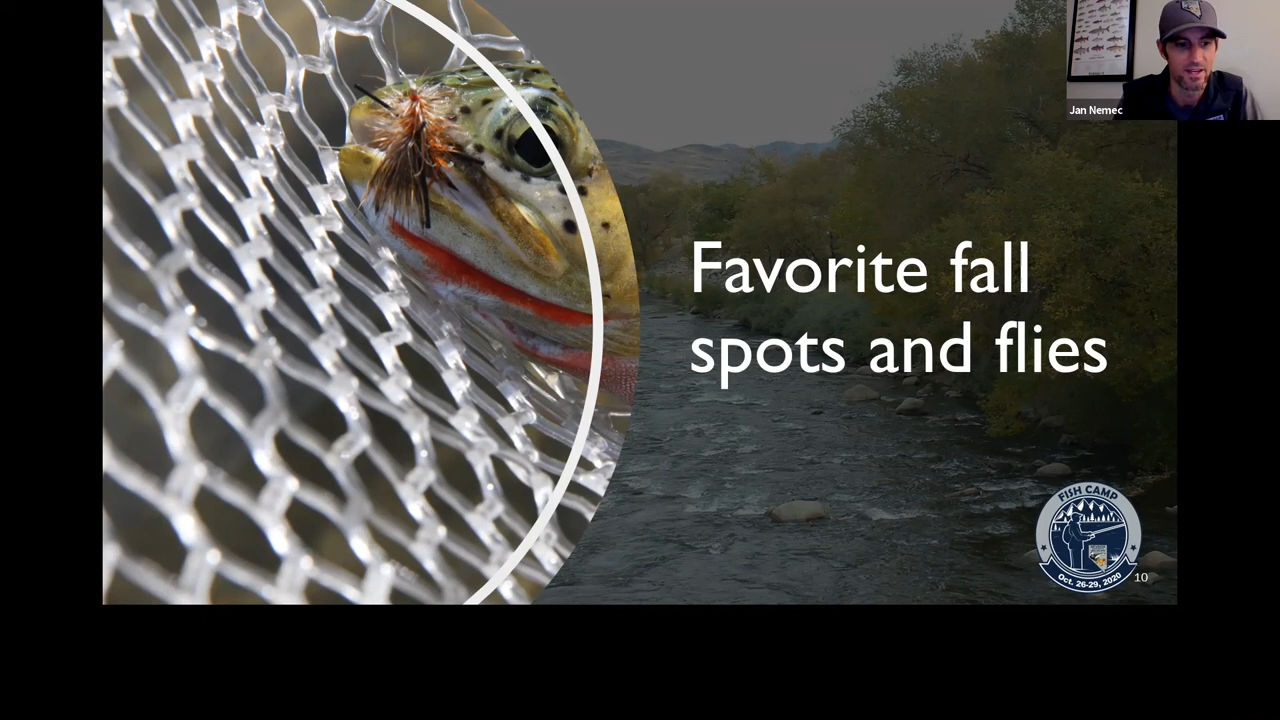 Jan Nemec
Favorite fall
spots and flies
FISH CAMP
Oct. 26-29, 2020
10